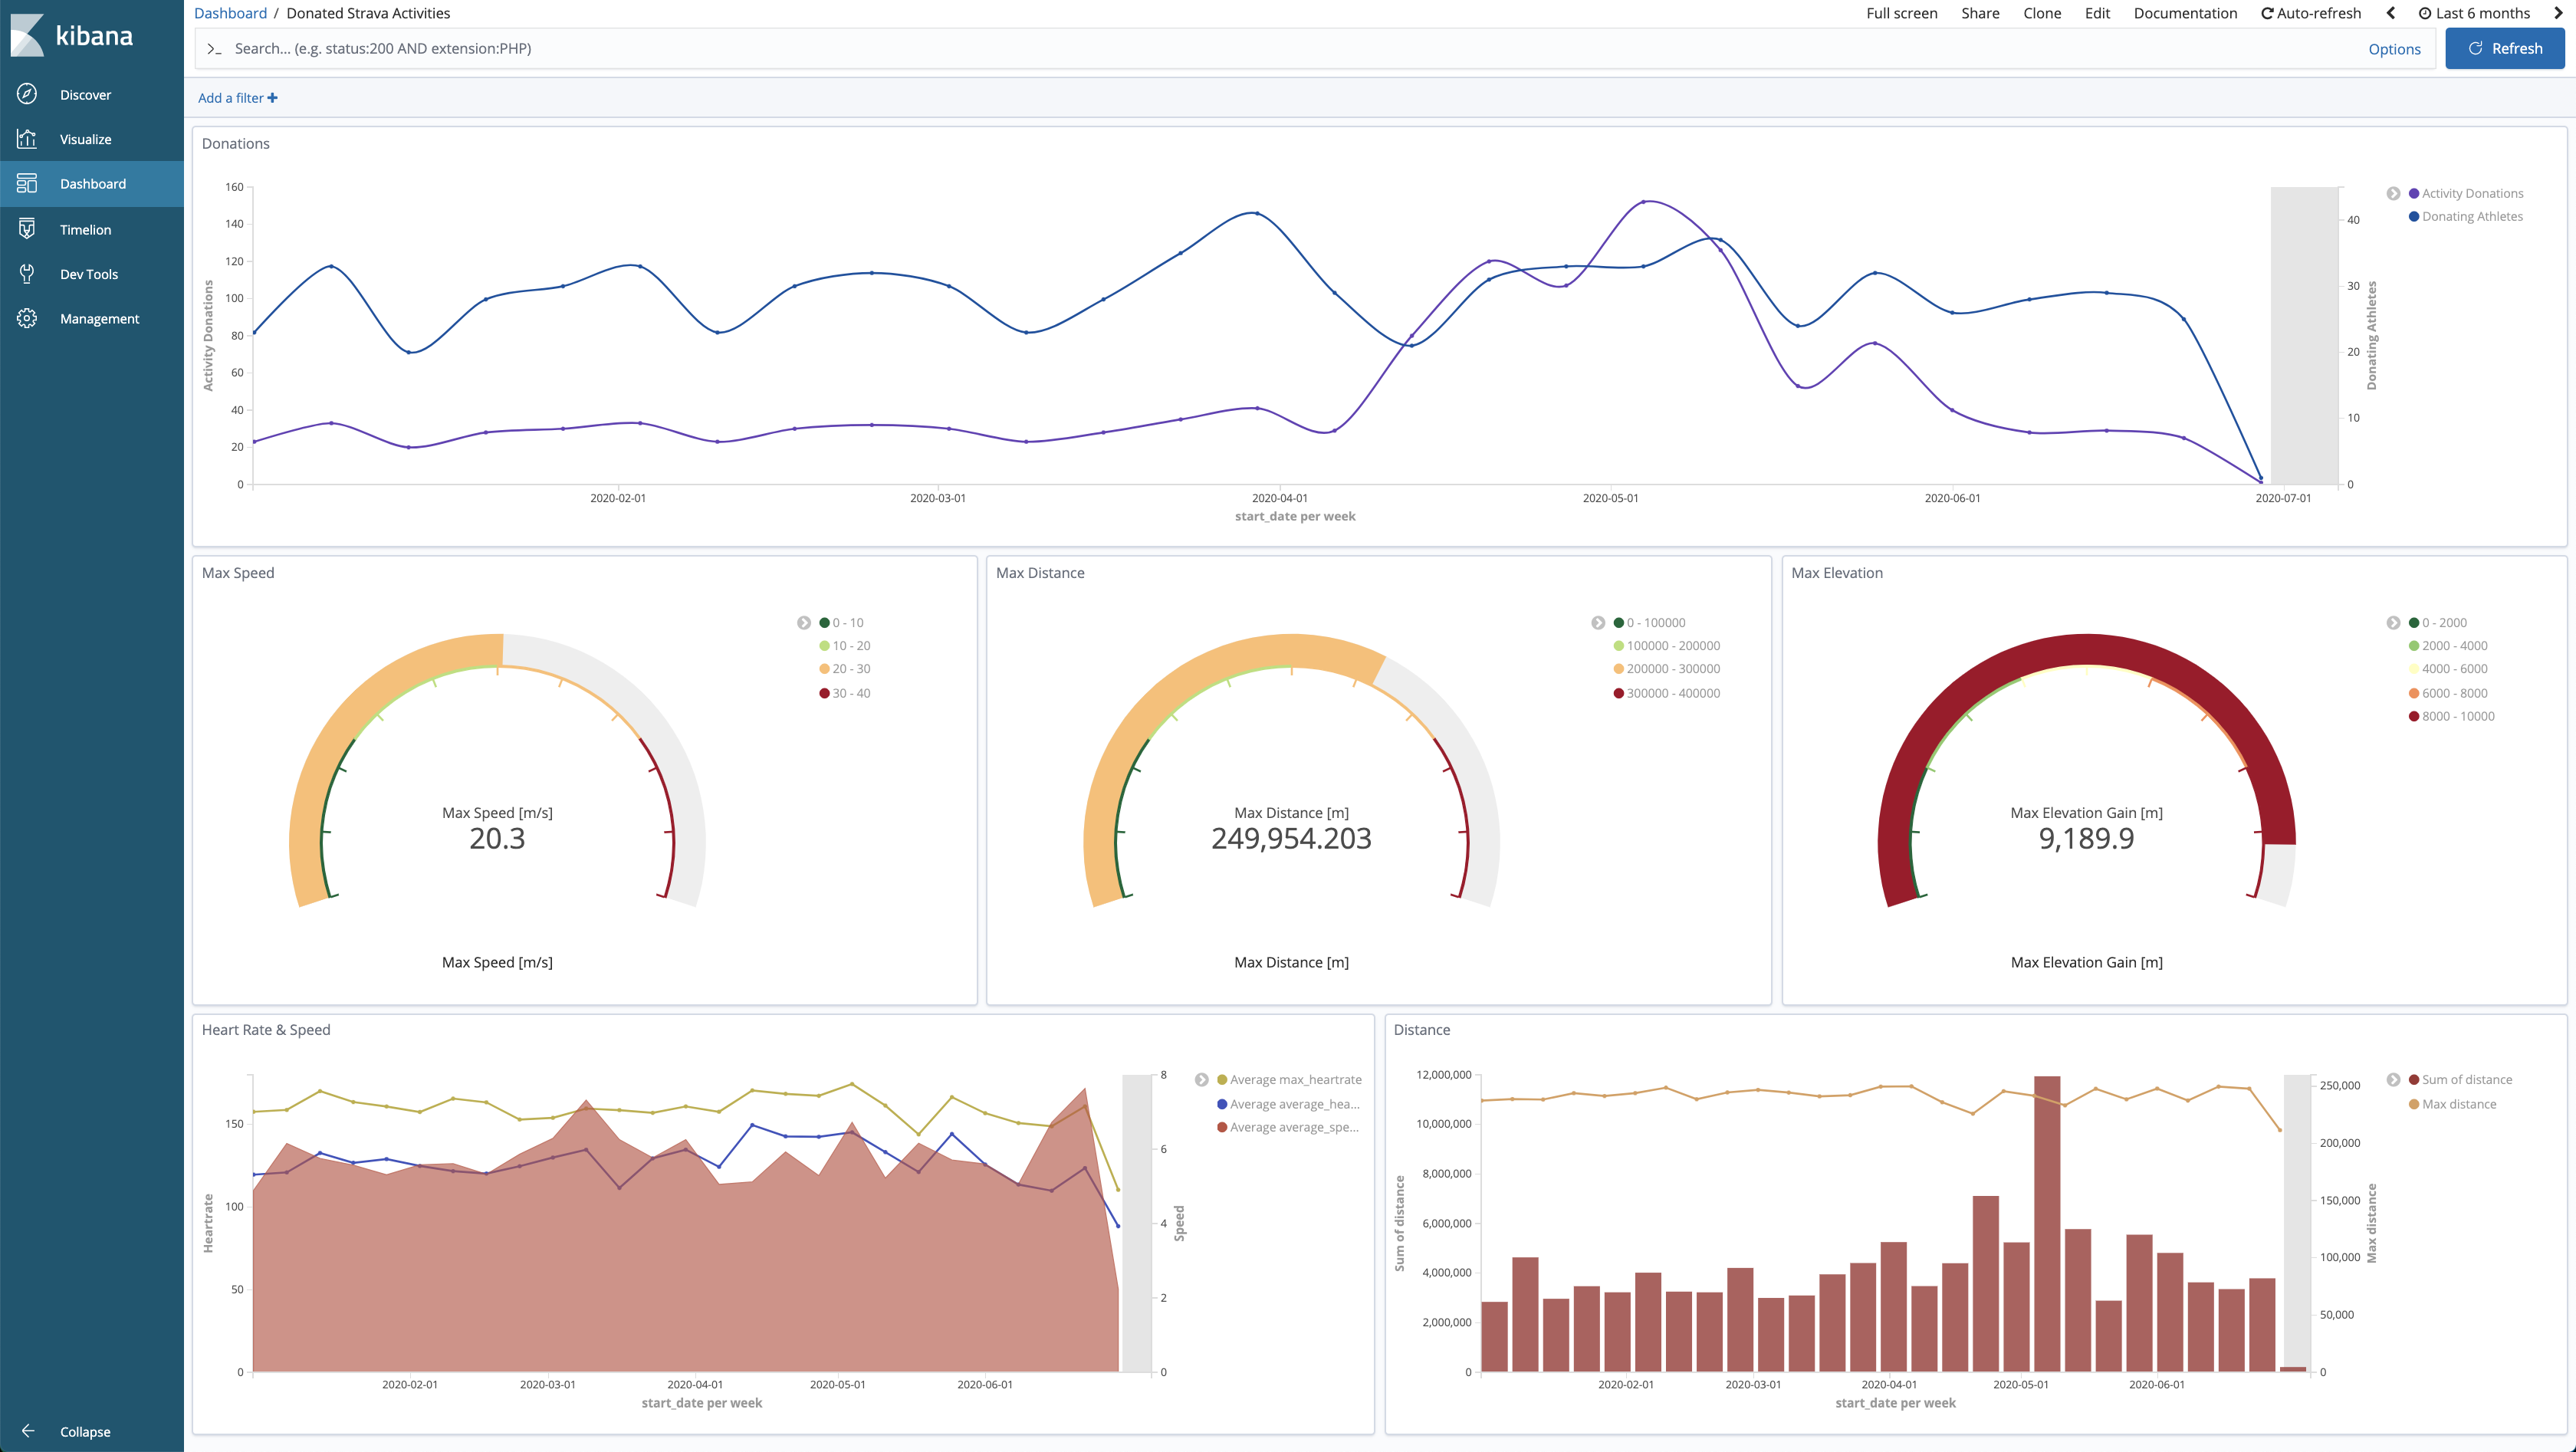 kibana
Discover
Visualize
Dashboard
Timelion
Dev Tools
Management
Collapse
Dashboard / Donated Strava Activities
Full screen Share Clone Edit Documentation Auto-refresh Last 6 months
>_ Search... (e.g. status:200 AND extension:PHP)
Options
Refresh
Add a filter +
Donations
160
140
120
100
80
60
40
20
0
Activity Donations
40
30
20
10
0
Donating Athletes
2020-02-01 2020-03-01 2020-04-01 2020-05-01 2020-06-01 2020-07-01
start_date per week
Activity Donations
Donating Athletes
Max Speed
0 - 10
10 - 20
20 - 30
30 - 40
Max Speed [m/s]
20.3
Max Speed [m/s]
Max Distance
0 - 100000
100000 - 200000
200000 - 300000
300000 - 400000
Max Distance [m]
249,954.203
Max Distance [m]
Max Elevation
0 - 2000
2000 - 4000
4000 - 6000
6000 - 8000
8000 - 10000
Max Elevation Gain [m]
9,189.9
Max Elevation Gain [m]
Heart Rate & Speed
150
100
50
0
Heartrate
8
6
4
2
0
Speed
2020-02-01 2020-03-01 2020-04-01 2020-05-01 2020-06-01
start_date per week
Average max_heartrate
Average average_hea...
Average average_spe...
Distance
12,000,000
10,000,000
8,000,000
6,000,000
4,000,000
2,000,000
0
Sum of distance
250,000
200,000
150,000
100,000
50,000
0
Max distance
2020-02-01 2020-03-01 2020-04-01 2020-05-01 2020-06-01
start_date per week
Sum of distance
Max distance